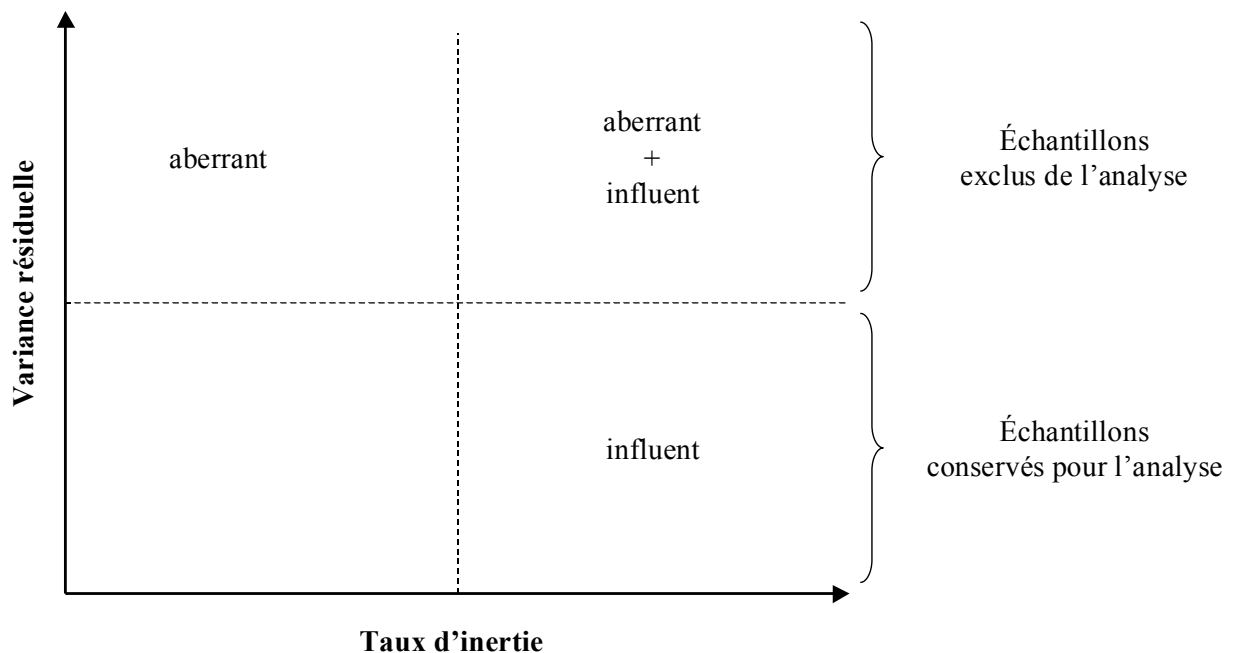 Variance résiduelle
aberrant
aberrant
+
influent
Échantillons
exclus de l’analyse
influent
Échantillons
conservés pour l’analyse
Taux d’inertie